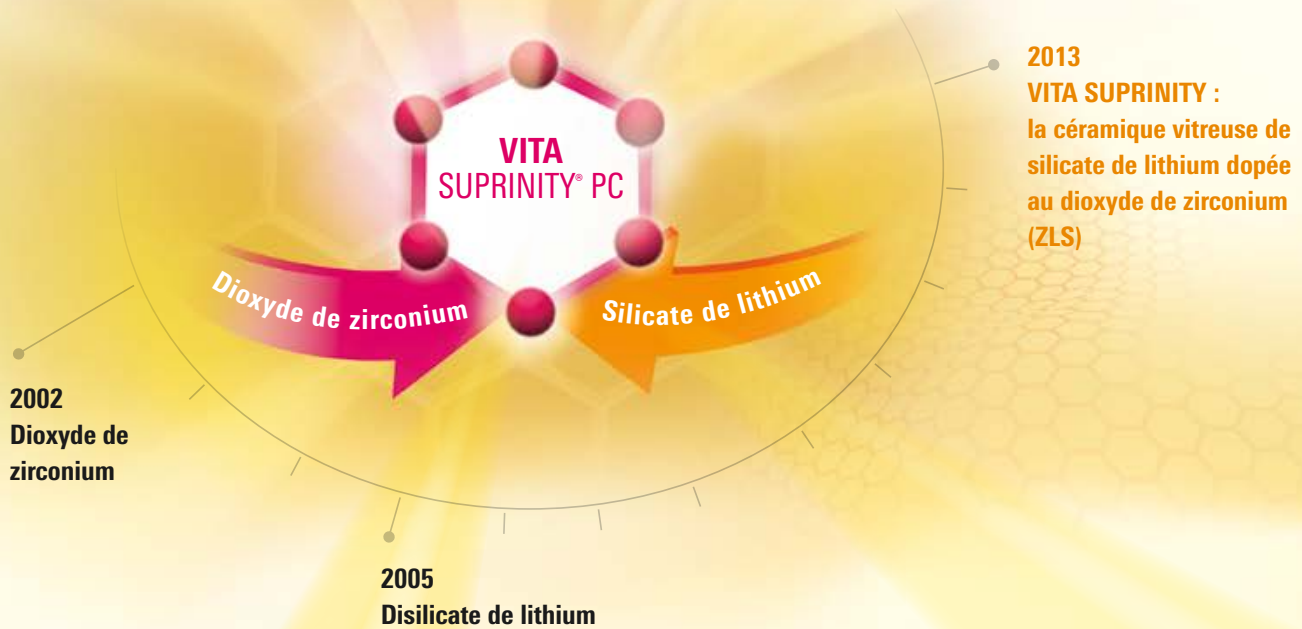 2013
VITA SUPRINITY :
la céramique vitreuse de
silicate de lithium dopée
au dioxyde de zirconium
(ZLS)
VITA
SUPRINITY® PC
Dioxyde de zirconium
Silicate de lithium
2002
Dioxyde de
zirconium
2005
Disilicate de lithium